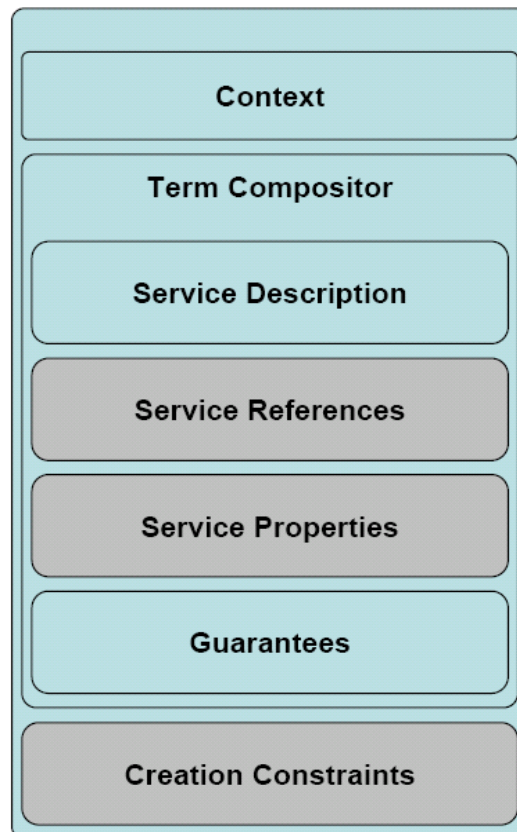 Context
Term Compositor
Service Description
Service References
Service Properties
Guarantees
Creation Constraints